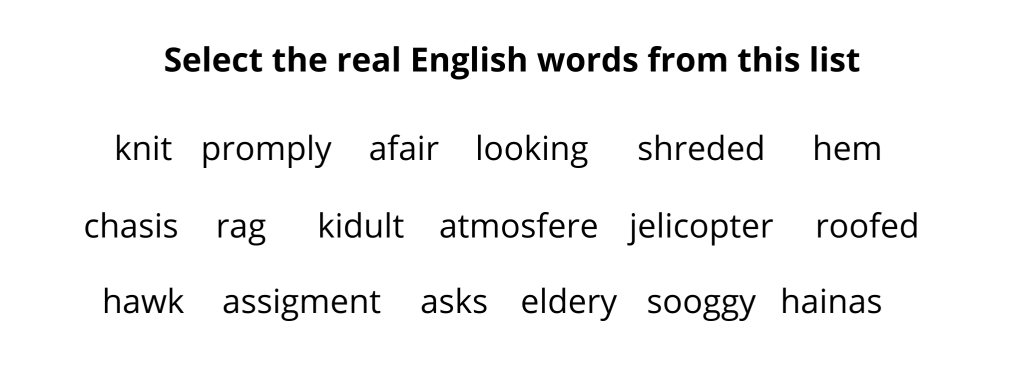 Select the real English words from this list
knit promply afair looking shreded hem
chasis rag kidult atmosfere jelicopter roofed
hawk assigment asks eldery sooggy hainas